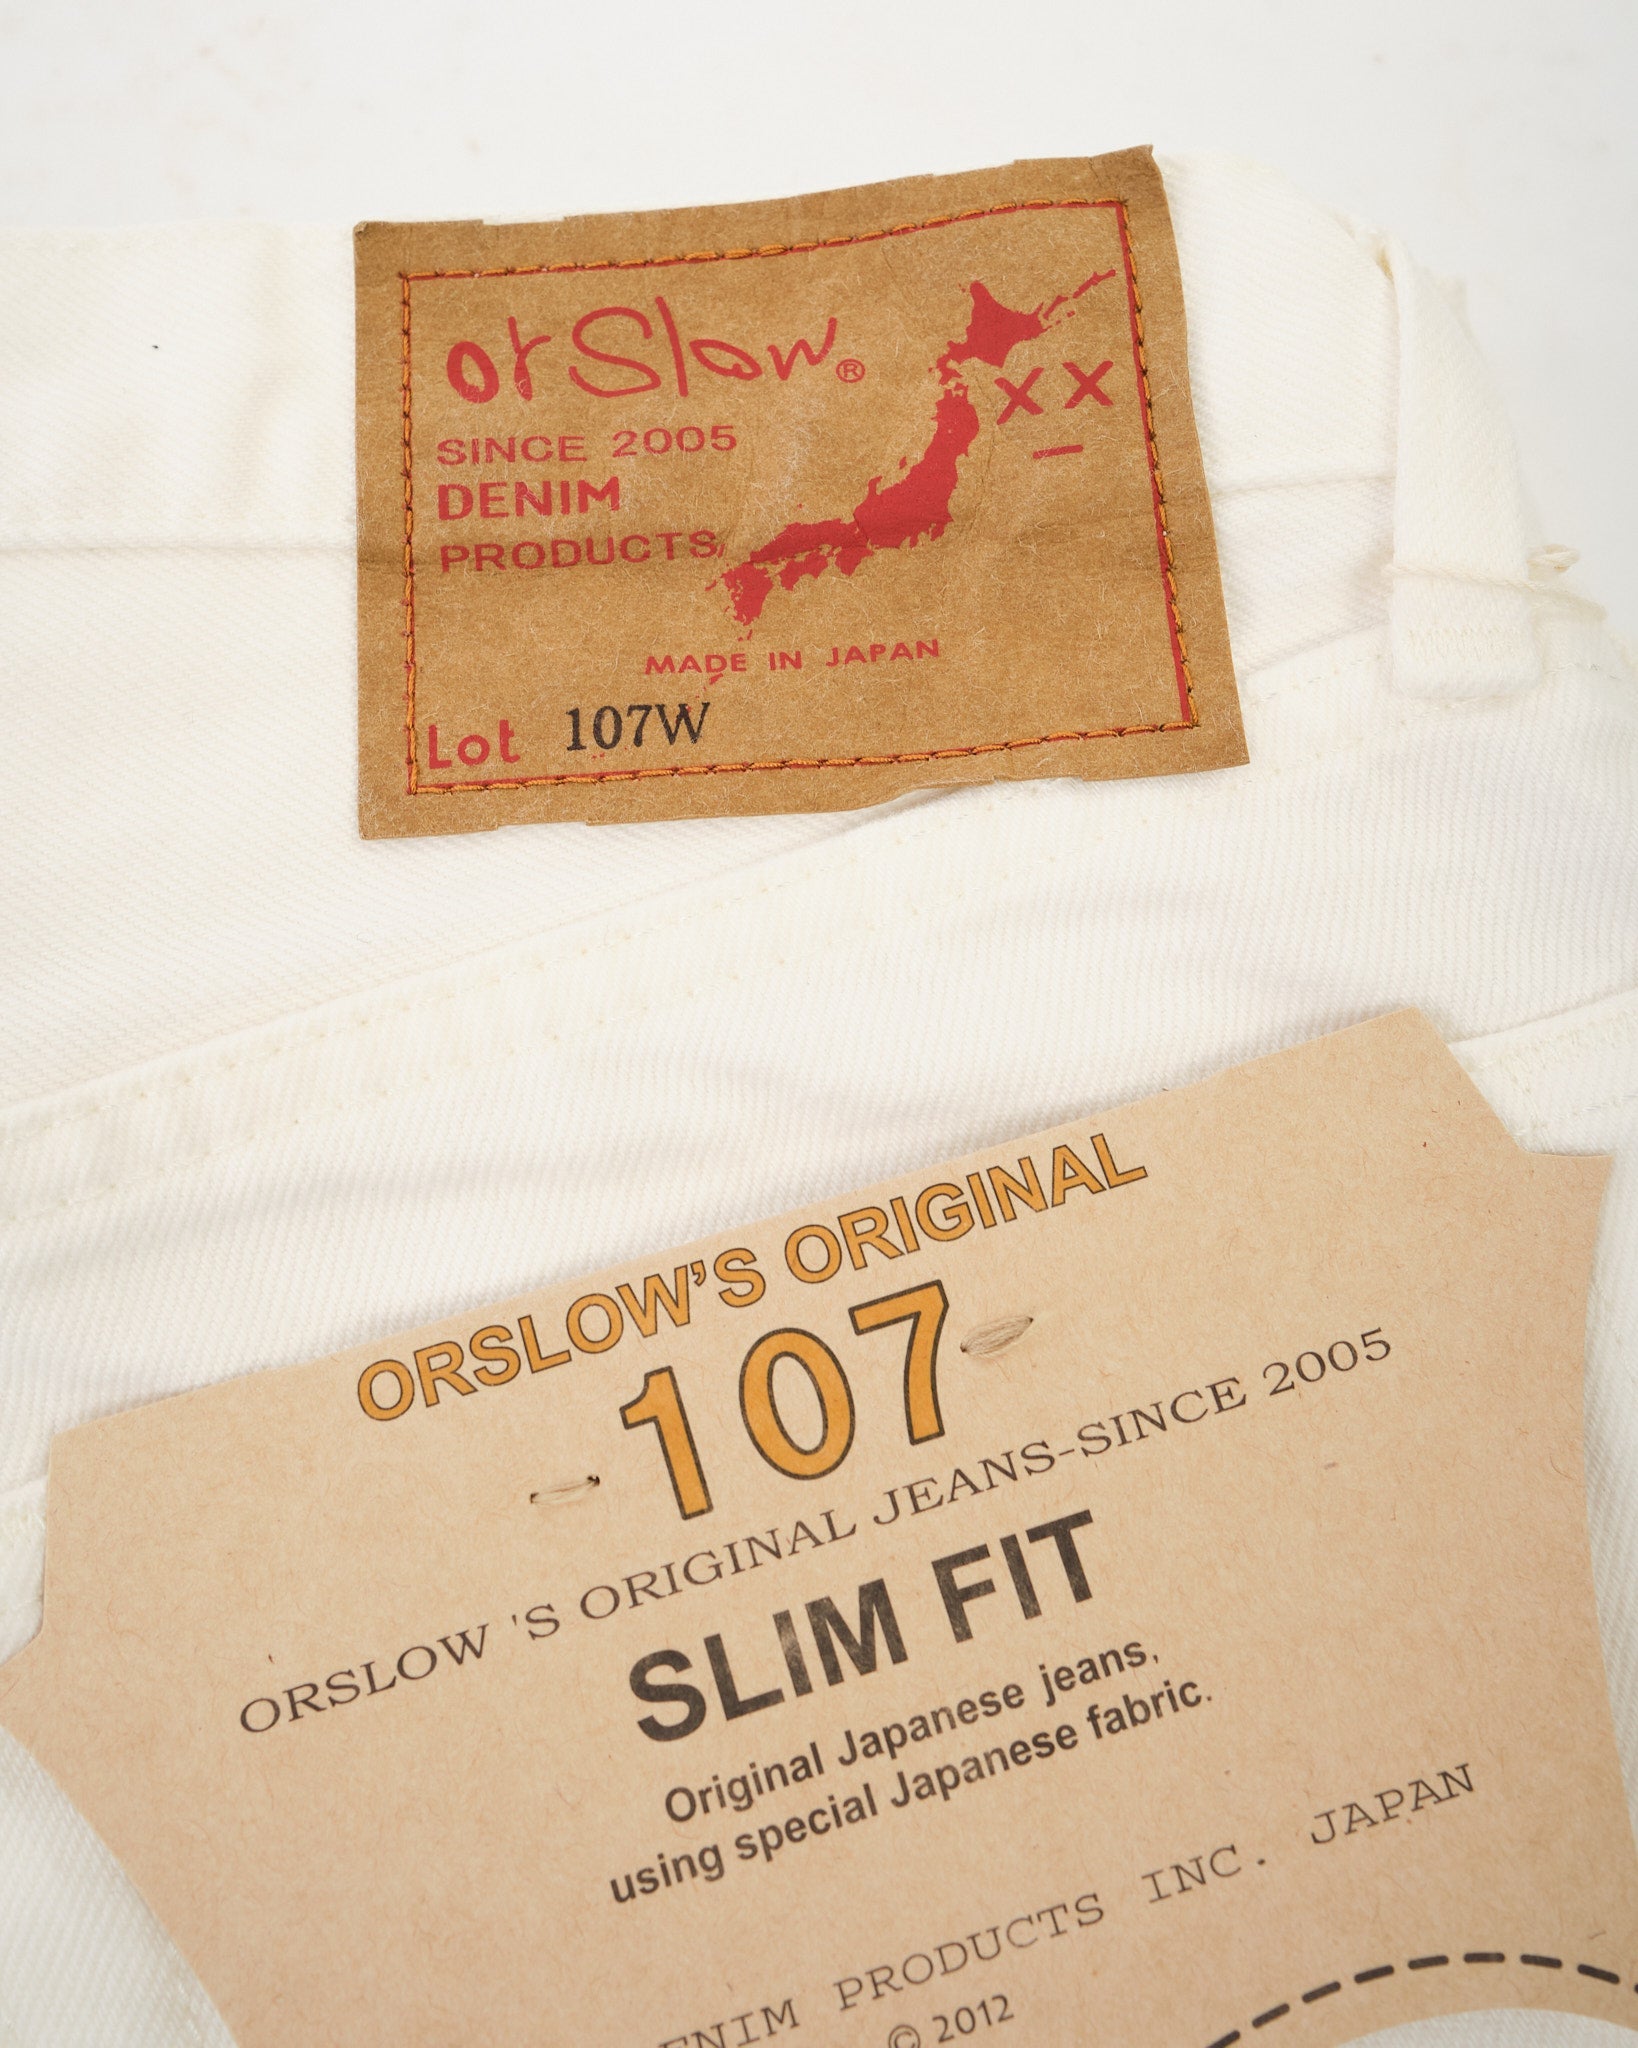 orSlow®
SINCE 2005
DENIM
PRODUCTS
XX
MADE IN JAPAN
Lot 107W
ORSLOW'S ORIGINAL
107
ORSLOW 'S ORIGINAL JEANS-SINCE 2005
SLIM FIT
Original Japanese jeans,
using special Japanese fabric.
ENIM PRODUCTS INC. JAPAN
© 2012